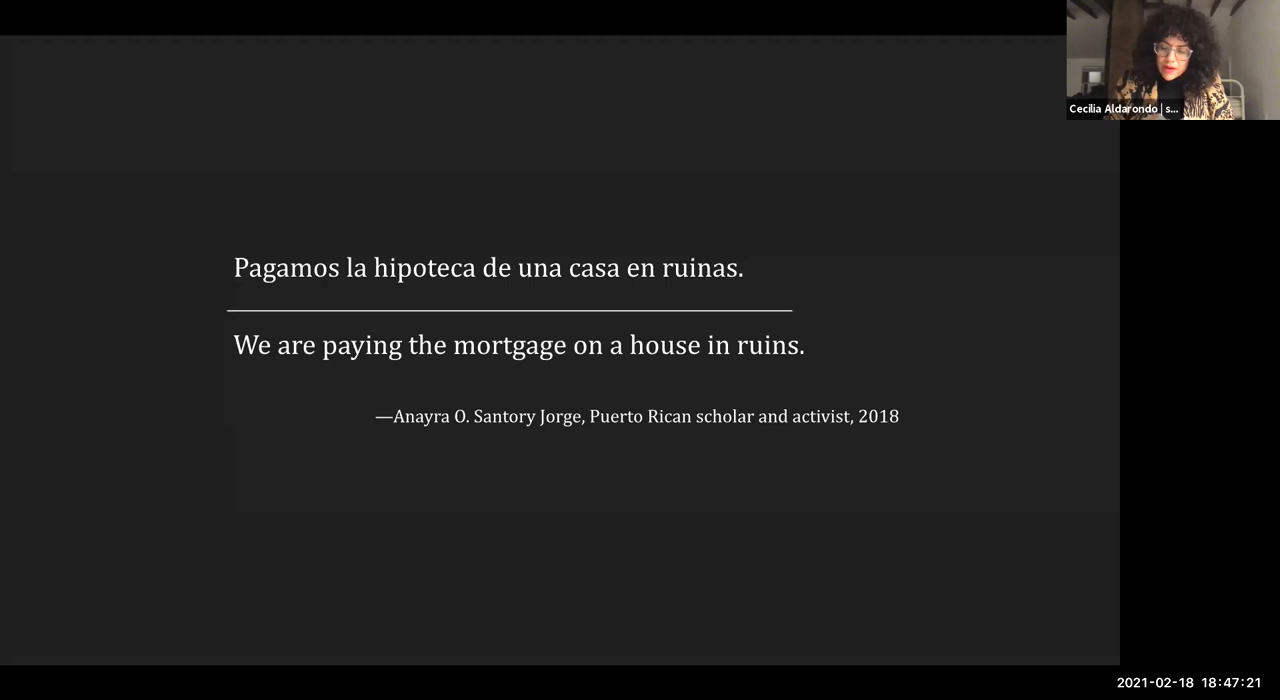 Cecilia Aldarondo | s...
Pagamos la hipoteca de una casa en ruinas.
We are paying the mortgage on a house in ruins.
—Anayra O. Santory Jorge, Puerto Rican scholar and activist, 2018
2021-02-18 18:47:21